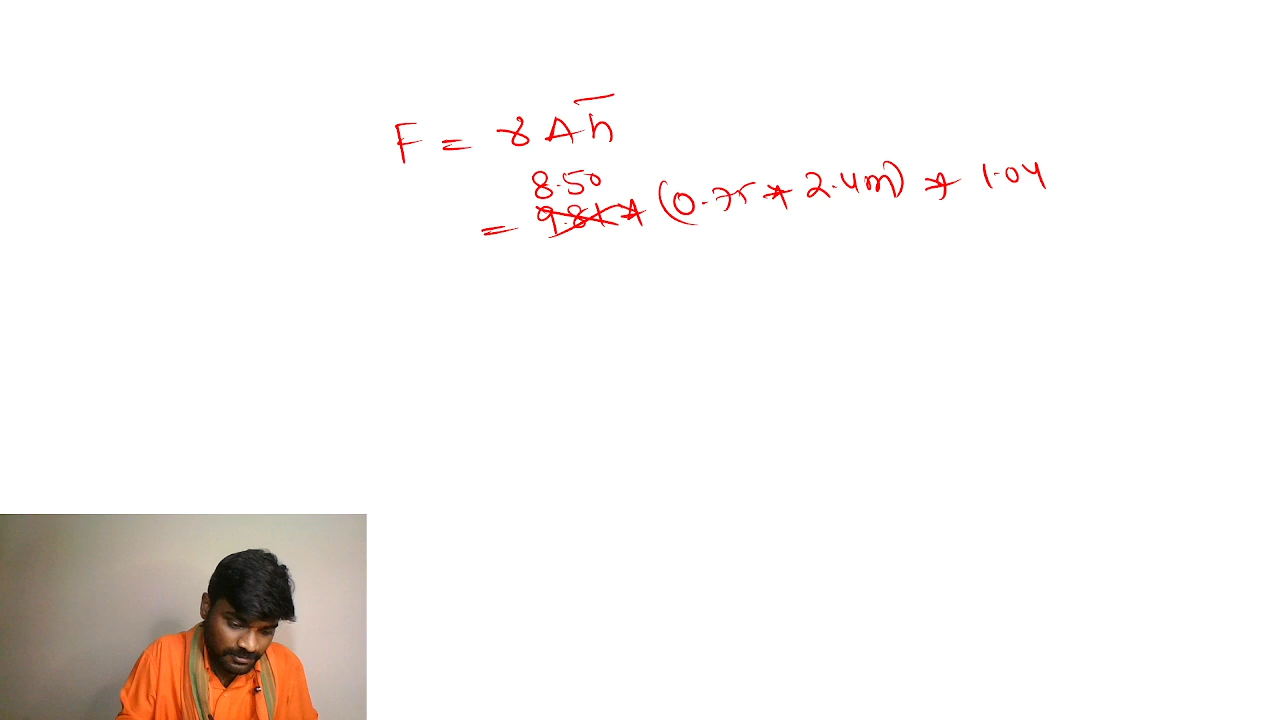 F = γ A h̅
8.50
= 9.81 * (0.75 * 2.4m) * 1.04